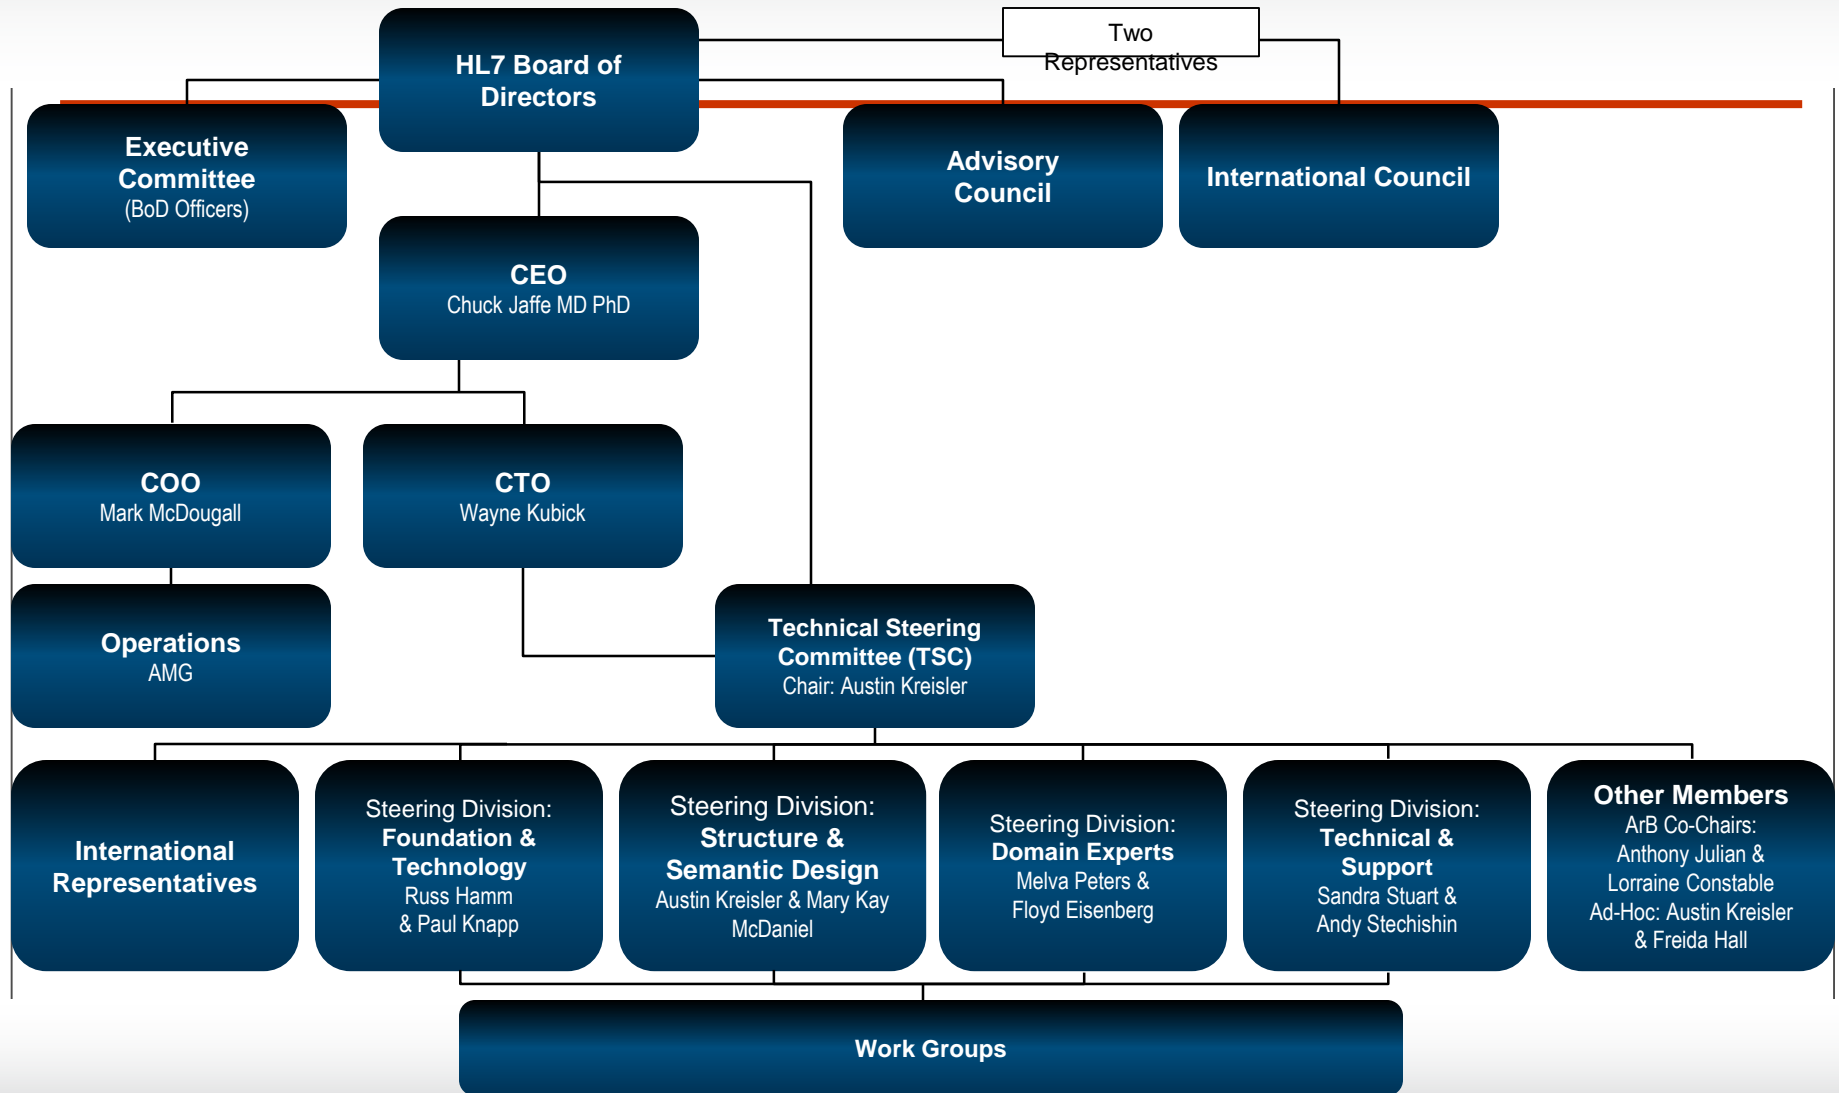 HL7 Board of
Directors
Two
Representatives
Executive
Committee
(BoD Officers)
Advisory
Council
International Council
CEO
Chuck Jaffe MD PhD
COO
Mark McDougall
CTO
Wayne Kubick
Operations
AMG
Technical Steering
Committee (TSC)
Chair: Austin Kreisler
International
Representatives
Steering Division:
Foundation &
Technology
Russ Hamm
& Paul Knapp
Steering Division:
Structure &
Semantic Design
Austin Kreisler & Mary Kay
McDaniel
Steering Division:
Domain Experts
Melva Peters &
Floyd Eisenberg
Steering Division:
Technical &
Support
Sandra Stuart &
Andy Stechishin
Other Members
ArB Co-Chairs:
Anthony Julian &
Lorraine Constable
Ad-Hoc: Austin Kreisler
& Freida Hall
Work Groups